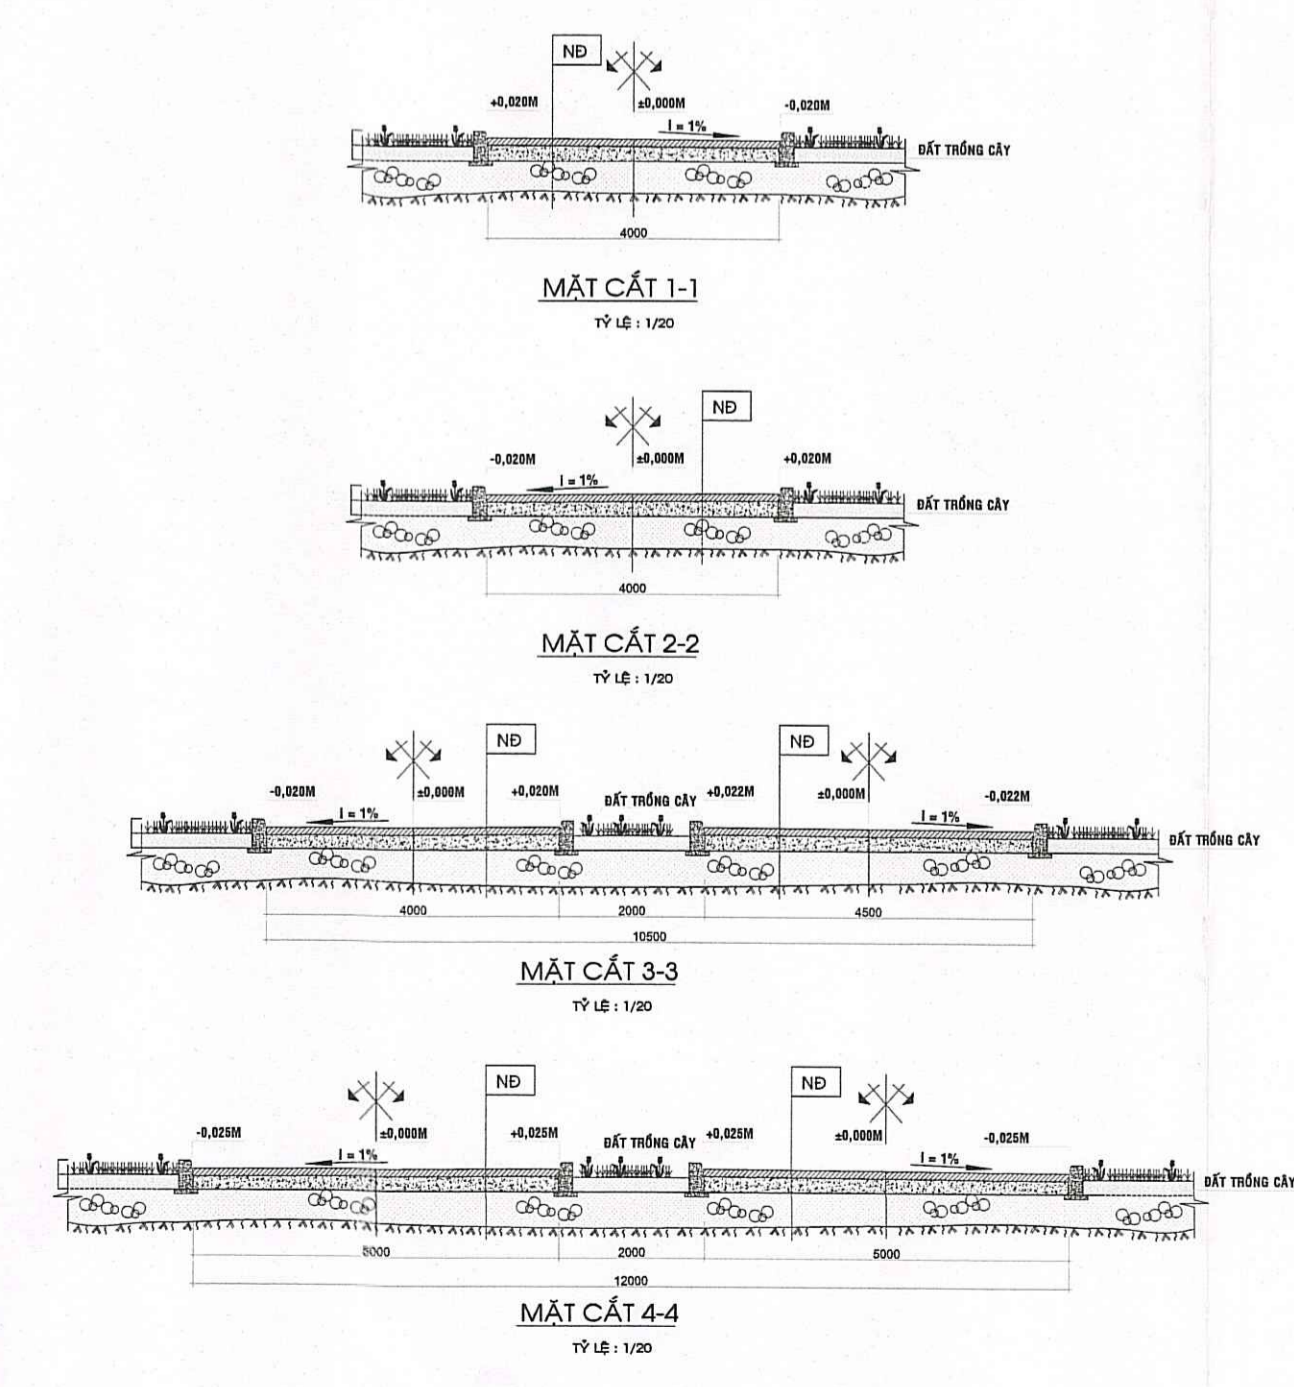 NĐ
+0,020M
±0,000M
-0,020M
I = 1%
ĐẤT TRỒNG CÂY
4000
MẶT CẮT 1-1
TỶ LỆ : 1/20
NĐ
-0,020M
±0,000M
+0,020M
I = 1%
ĐẤT TRỒNG CÂY
4000
MẶT CẮT 2-2
TỶ LỆ : 1/20
NĐ
NĐ
-0,020M
±0,000M
+0,020M
ĐẤT TRỒNG CÂY
+0,022M
±0,000M
-0,022M
I = 1%
I = 1%
ĐẤT TRỒNG CÂY
4000
2000
4500
10500
MẶT CẮT 3-3
TỶ LỆ : 1/20
NĐ
NĐ
-0,025M
±0,000M
+0,025M
ĐẤT TRỒNG CÂY
+0,025M
±0,000M
-0,025M
I = 1%
I = 1%
ĐẤT TRỒNG CÂY
5000
2000
5000
12000
MẶT CẮT 4-4
TỶ LỆ : 1/20